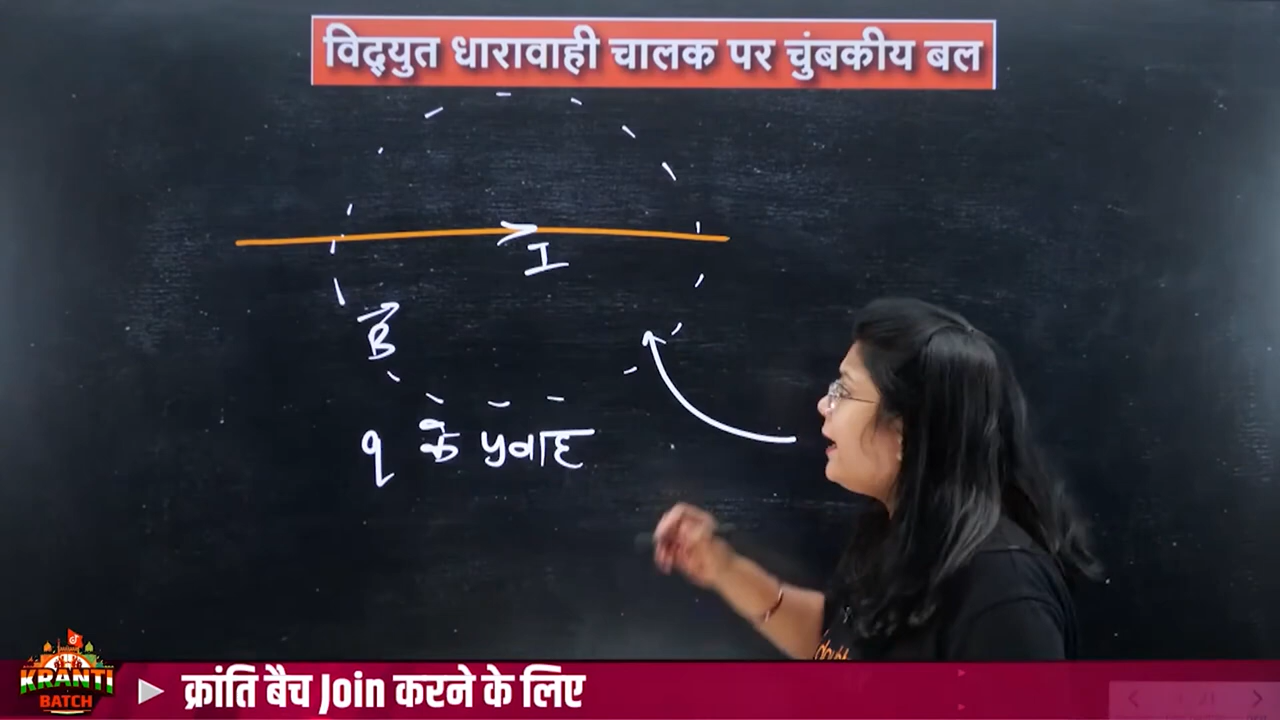 विद्युत धारावाही चालक पर चुंबकीय बल
I
B
q के प्रवाह
KRANTI
BATCH
क्रांति बैच Join करने के लिए